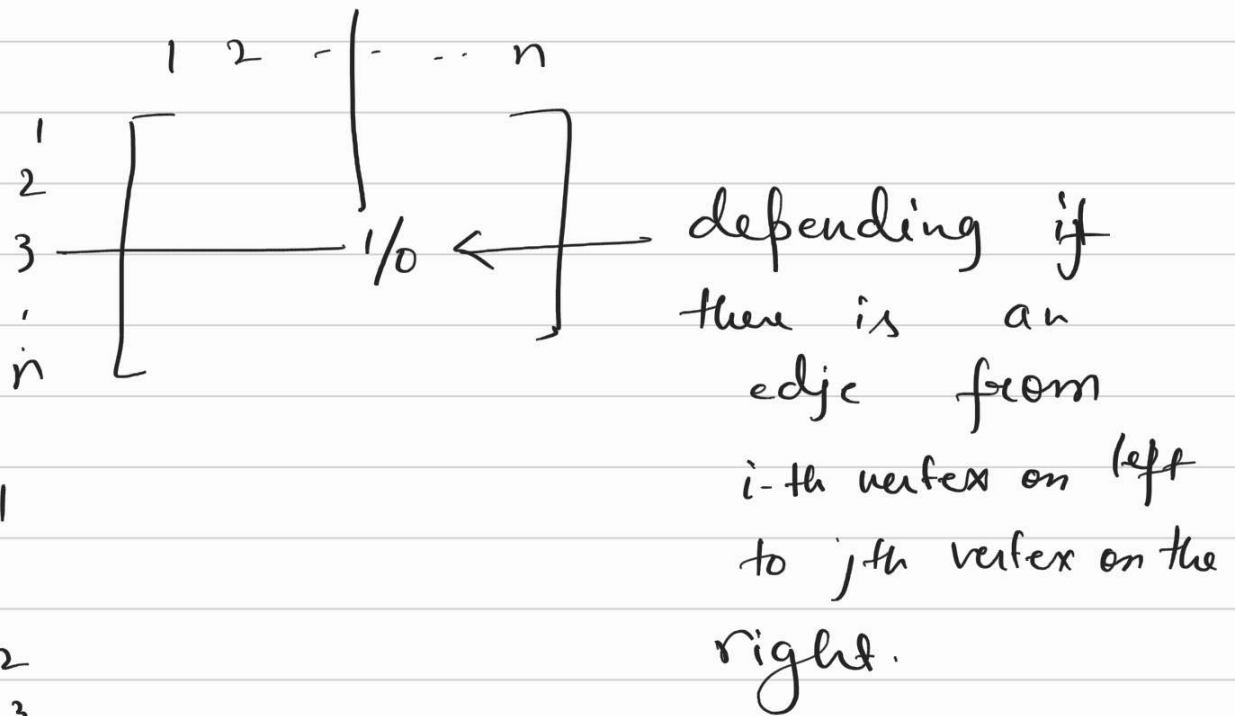 1 2 - - -.. n
1
2
3 1/0 ← depending if
there is an
n edje from
i-th vertex on left
1
to jth vertex on the
2 right.
3